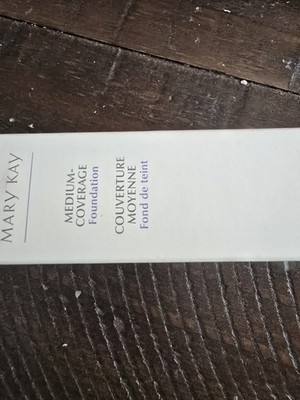 MARY KAY
MEDIUM-
COVERAGE
Foundation
COUVERTURE
MOYENNE
Fond de teint